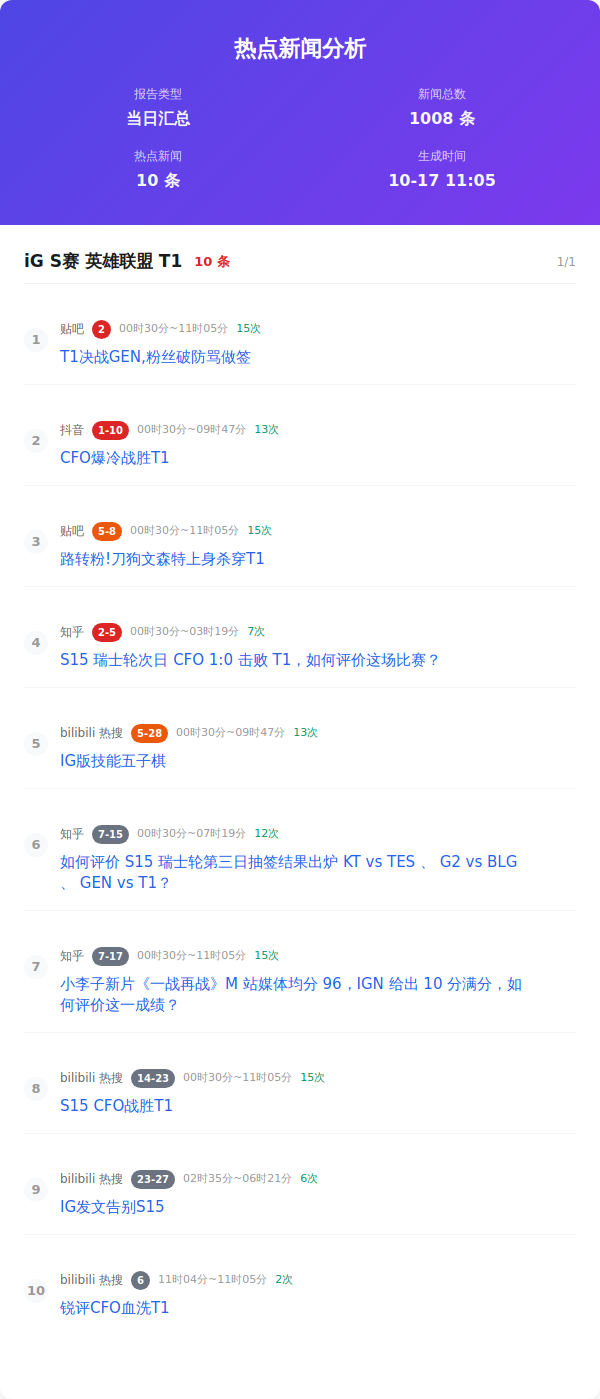 热点新闻分析
报告类型
新闻总数
当日汇总
1008 条
热点新闻
生成时间
10 条
10-17 11:05
iG S赛 英雄联盟 T1 10 条 1/1
1
贴吧 2 00时30分~11时05分 15次
T1决战GEN,粉丝破防骂做签
2
抖音 1-10 00时30分~09时47分 13次
CFO爆冷战胜T1
3
贴吧 5-8 00时30分~11时05分 15次
路转粉!刀狗文森特上身杀穿T1
4
知乎 2-5 00时30分~03时19分 7次
S15 瑞士轮次日 CFO 1:0 击败 T1，如何评价这场比赛？
5
bilibili 热搜 5-28 00时30分~09时47分 13次
IG版技能五子棋
6
知乎 7-15 00时30分~07时19分 12次
如何评价 S15 瑞士轮第三日抽签结果出炉 KT vs TES 、 G2 vs BLG
、 GEN vs T1？
7
知乎 7-17 00时30分~11时05分 15次
小李子新片《一战再战》M 站媒体均分 96，IGN 给出 10 分满分，如
何评价这一成绩？
8
bilibili 热搜 14-23 00时30分~11时05分 15次
S15 CFO战胜T1
9
bilibili 热搜 23-27 02时35分~06时21分 6次
IG发文告别S15
10
bilibili 热搜 6 11时04分~11时05分 2次
锐评CFO血洗T1